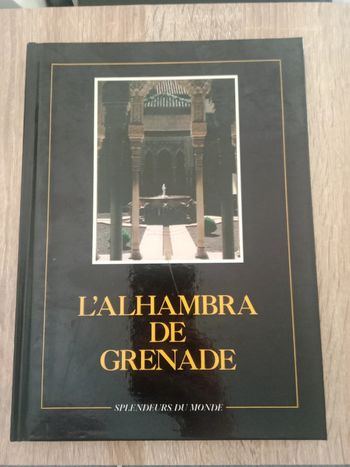 L'ALHAMBRA
DE
GRENADE
SPLENDEURS DU MONDE